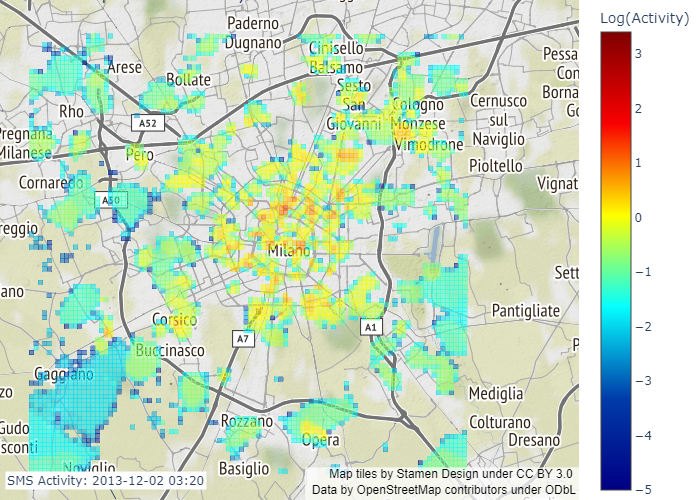 Log(Activity)
Paderno
Dugnano
Cinisello
Balsamo
Pessa
Con
Borna
Go
Arese
Bollate
Sesto
San
Giovanni
Cologno
Monzese
Cernusco
sul
Naviglio
Rho
A52
Vimodrone
Pregnana
Milanese
Pero
Pioltello
Cornaredo
Vignat
A50
reggio
Milano
Sett
ano
Pantigliate
Corsico
A7
A1
Buccinasco
P
Gaggiano
zo
Mediglia
Rozzano
Colturano
Gudo
sconti
Opera
Dresano
Basiglio
Noviglio
SMS Activity: 2013-12-02 03:20
Map tiles by Stamen Design under CC BY 3.0
Data by OpenStreetMap contributors under ODbL
3
2
1
0
−1
−2
−3
−4
−5